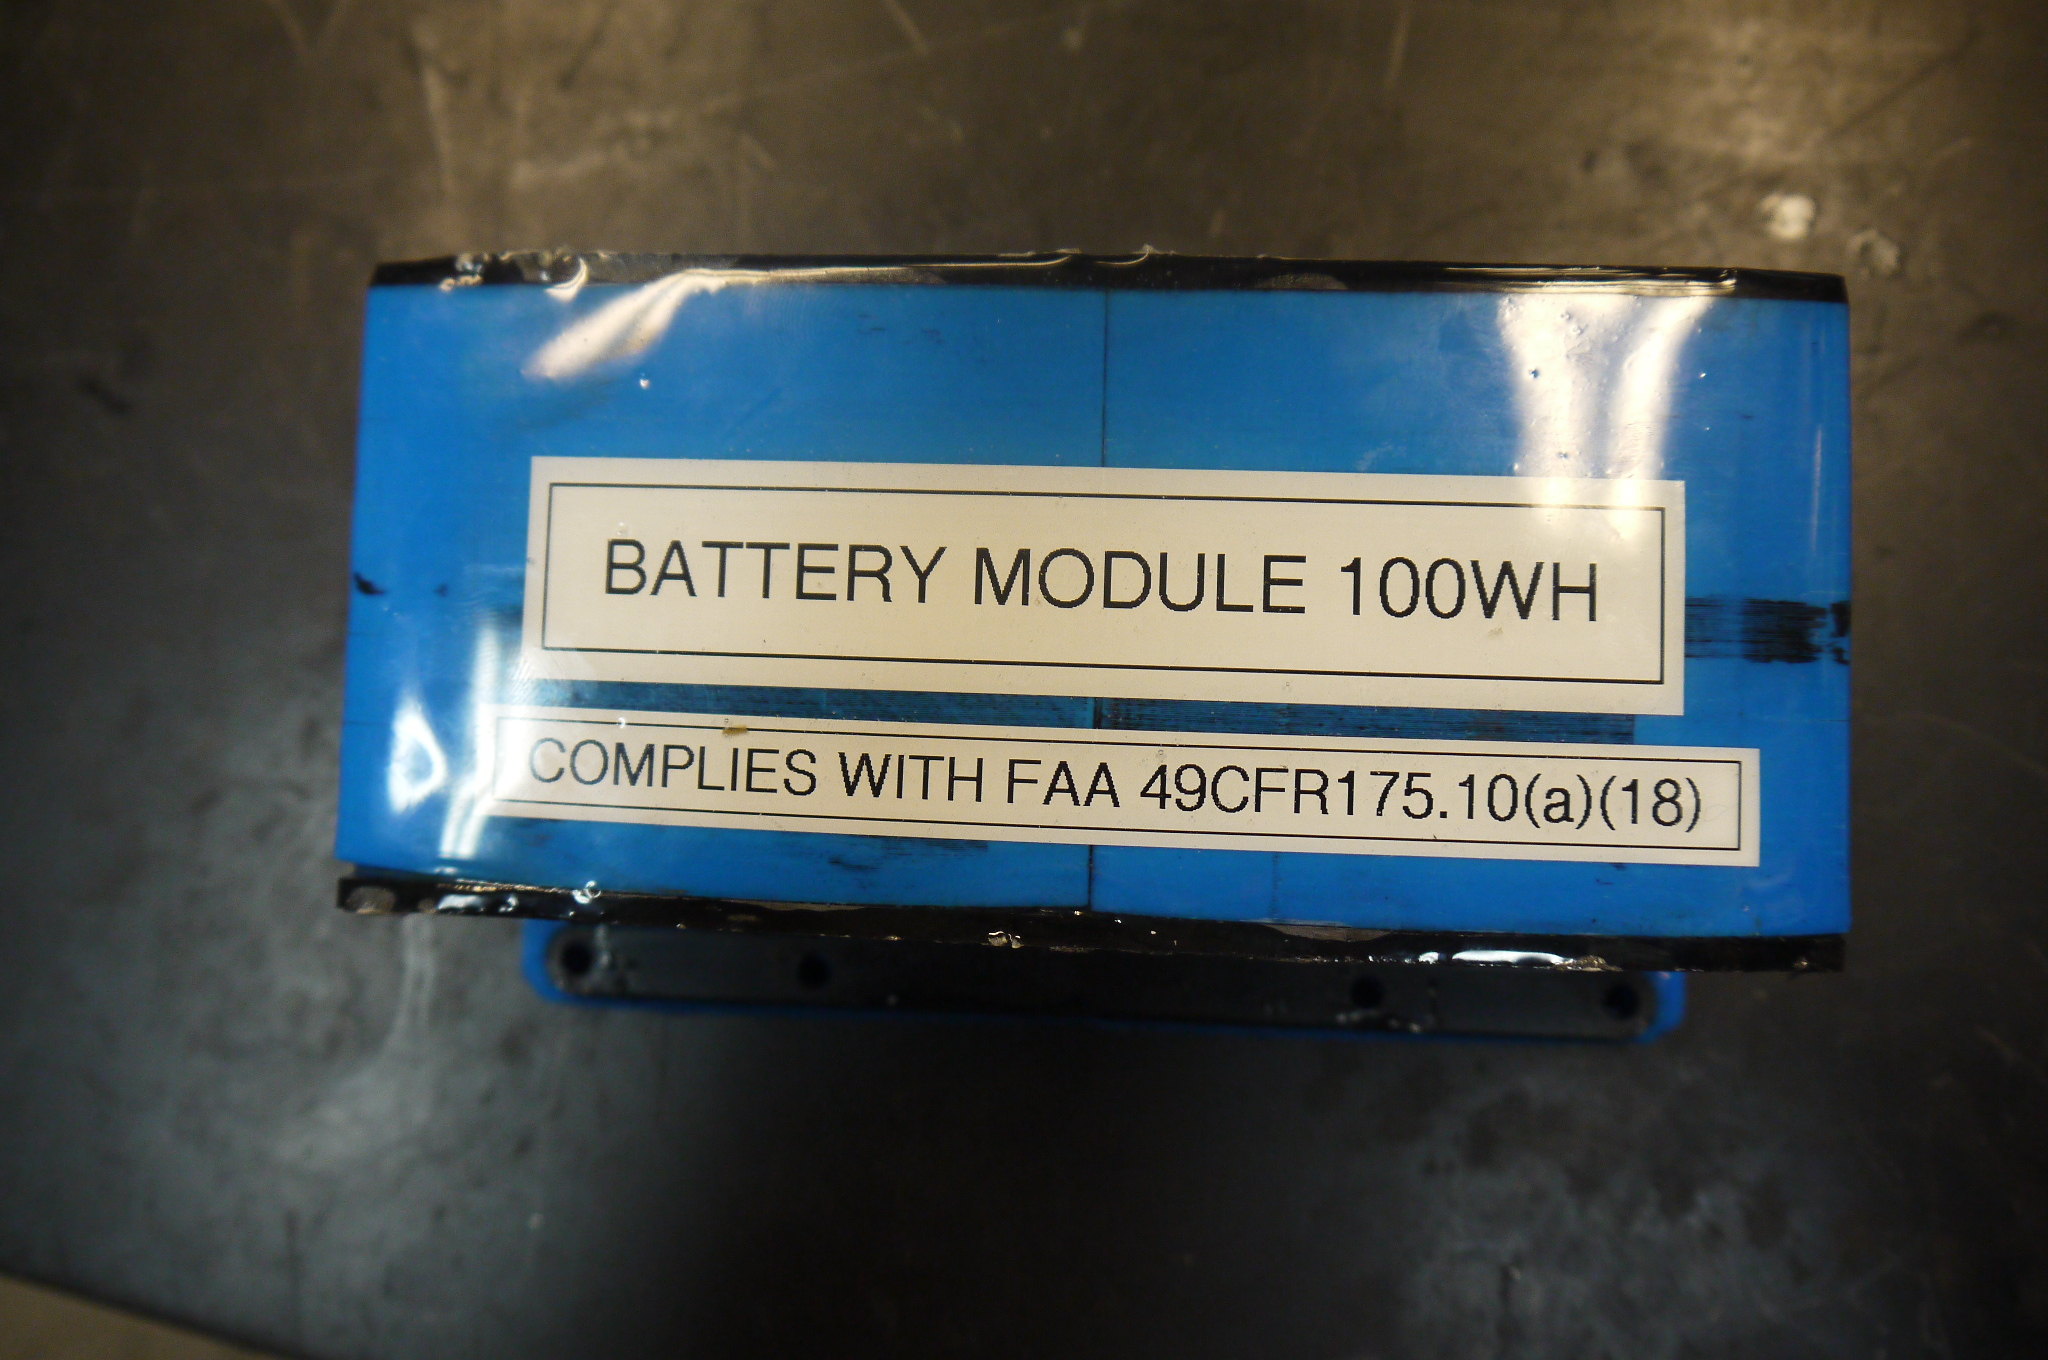 BATTERY MODULE 100WH
COMPLIES WITH FAA 49CFR175.10(a)(18)